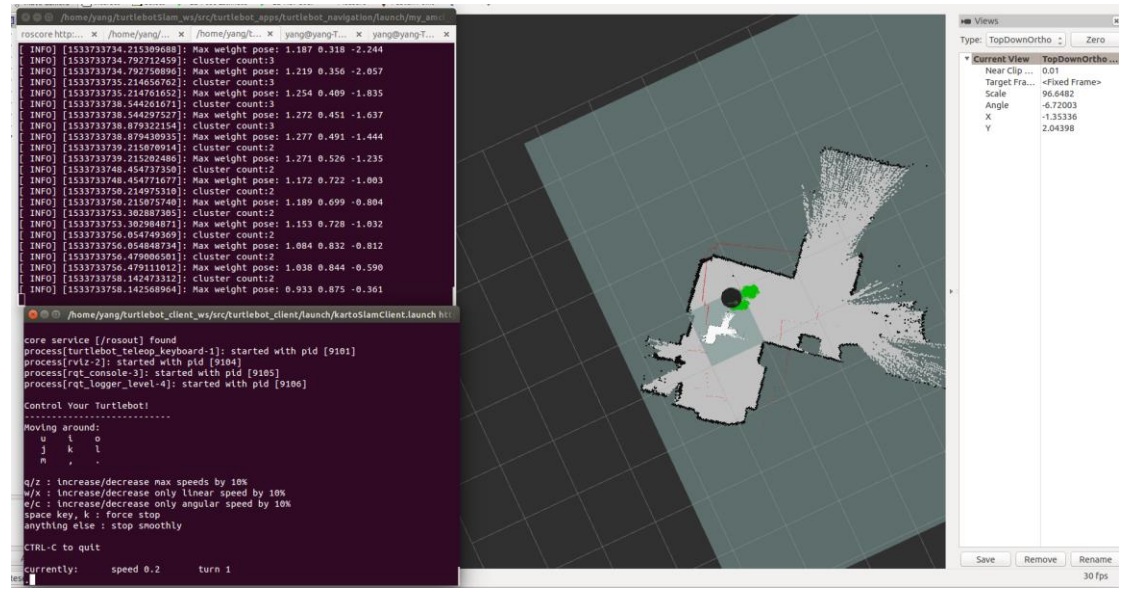 /home/yang/turtlebotSlam_ws/src/turtlebot_apps/turtlebot_navigation/launch/my_amcl
roscore http:... × /home/yang/... × /home/yang/t... × yang@yang-T... × yang@yang-T... ×
[ INFO] [1533733734.215309688]: Max weight pose: 1.187 0.318 -2.244
[ INFO] [1533733734.792712459]: cluster count:3
[ INFO] [1533733734.792750896]: Max weight pose: 1.219 0.356 -2.057
[ INFO] [1533733735.214656762]: cluster count:3
[ INFO] [1533733735.214761652]: Max weight pose: 1.254 0.409 -1.835
[ INFO] [1533733738.544261671]: cluster count:3
[ INFO] [1533733738.544297527]: Max weight pose: 1.272 0.451 -1.637
[ INFO] [1533733738.879322154]: cluster count:3
[ INFO] [1533733738.879430935]: Max weight pose: 1.277 0.491 -1.444
[ INFO] [1533733739.215070914]: cluster count:2
[ INFO] [1533733739.215202486]: Max weight pose: 1.271 0.526 -1.235
[ INFO] [1533733748.454737350]: cluster count:2
[ INFO] [1533733748.454771677]: Max weight pose: 1.172 0.722 -1.003
[ INFO] [1533733750.214975310]: cluster count:2
[ INFO] [1533733750.215075740]: Max weight pose: 1.189 0.699 -0.804
[ INFO] [1533733753.302887305]: cluster count:2
[ INFO] [1533733753.302984871]: Max weight pose: 1.153 0.728 -1.032
[ INFO] [1533733756.054749369]: cluster count:2
[ INFO] [1533733756.054848734]: Max weight pose: 1.084 0.832 -0.812
[ INFO] [1533733756.479006501]: cluster count:2
[ INFO] [1533733756.479111012]: Max weight pose: 1.038 0.844 -0.590
[ INFO] [1533733758.142473312]: cluster count:2
[ INFO] [1533733758.142568964]: Max weight pose: 0.933 0.875 -0.361
/home/yang/turtlebot_client_ws/src/turtlebot_client/launch/kartoSlamClient.launch htt
core service [/rosout] found
process[turtlebot_teleop_keyboard-1]: started with pid [9101]
process[rviz-2]: started with pid [9104]
process[rqt_console-3]: started with pid [9105]
process[rqt_logger_level-4]: started with pid [9106]
Control Your Turtlebot!
---------------------------
Moving around:
u i o
j k l
m , .
q/z : increase/decrease max speeds by 10%
w/x : increase/decrease only linear speed by 10%
e/c : increase/decrease only angular speed by 10%
space key, k : force stop
anything else : stop smoothly
CTRL-C to quit
currently: speed 0.2 turn 1
Views
Type: TopDownOrtho Zero
Current View TopDownOrtho ...
Near Clip ... 0.01
Target Fra... <Fixed Frame>
Scale 96.6482
Angle -6.72003
X -1.35336
Y 2.04398
Save Remove Rename
30 fps